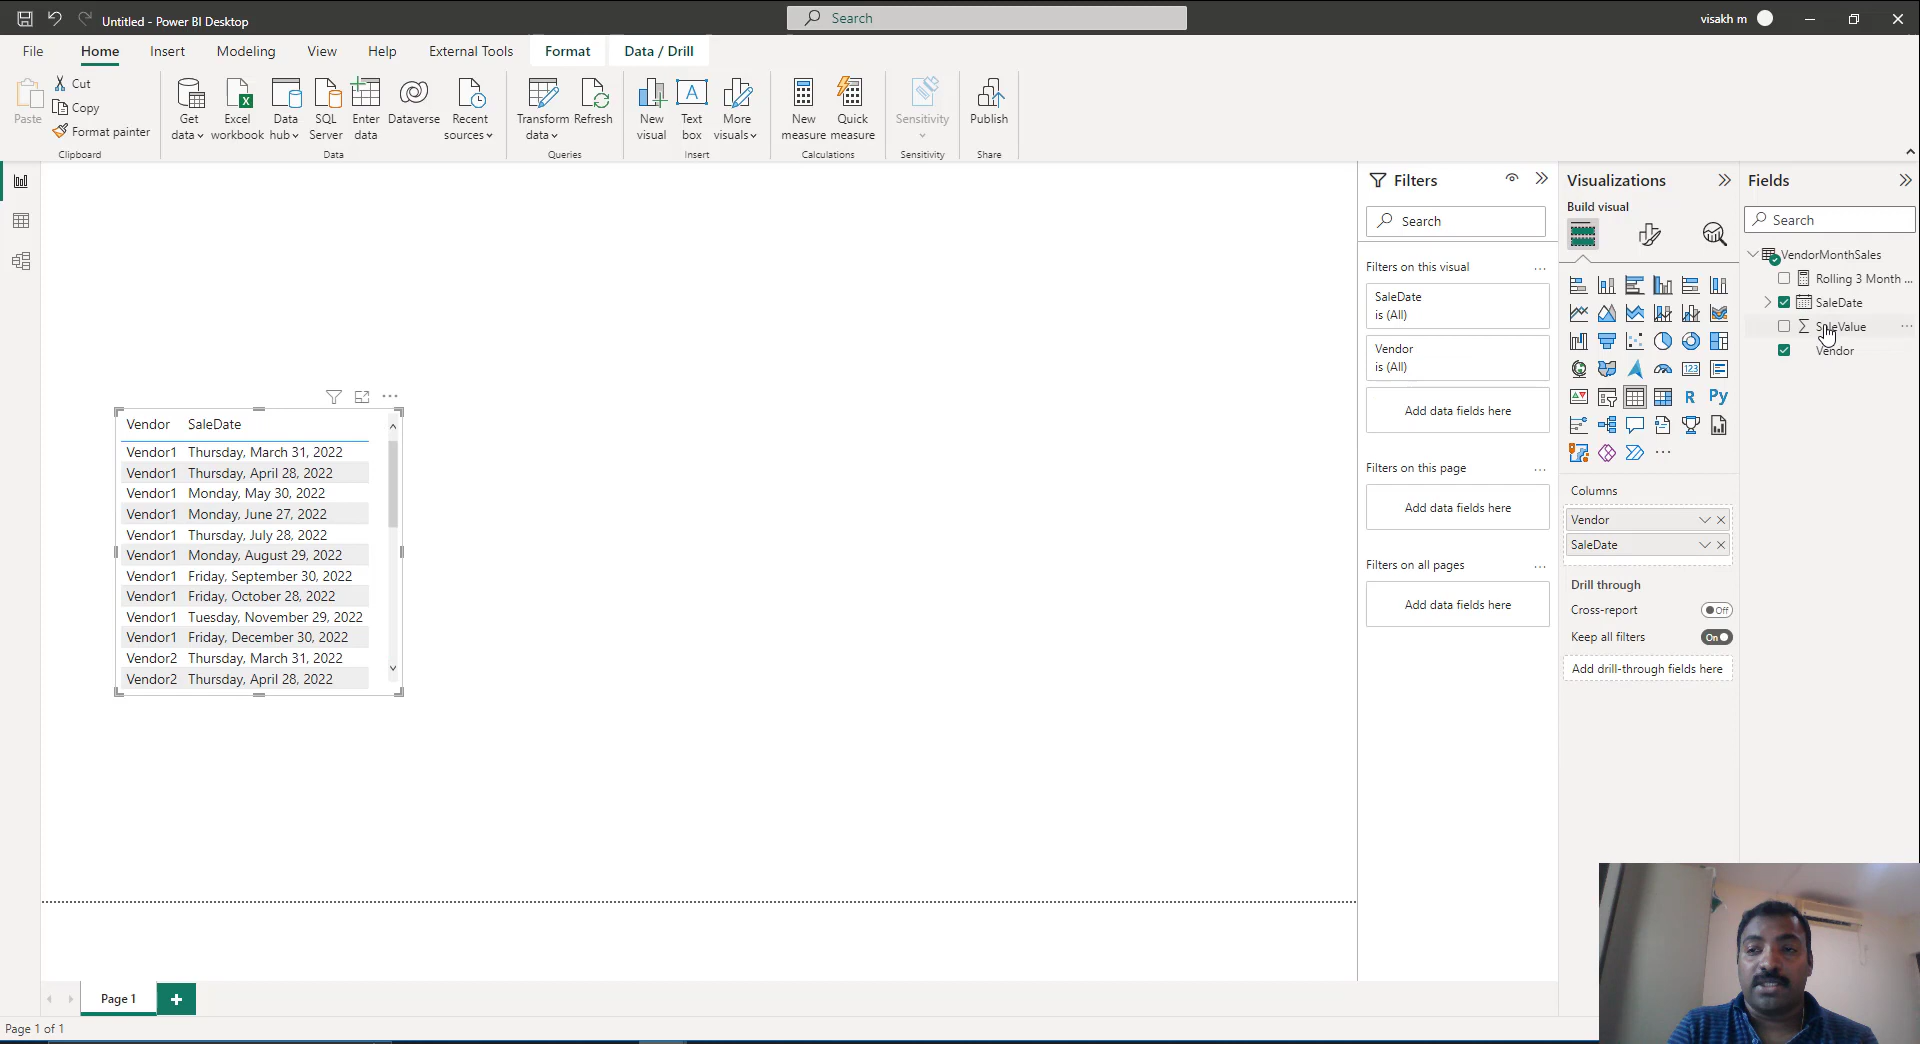 Untitled - Power BI Desktop
Search
visakh m
File
Home
Insert
Modeling
View
Help
External Tools
Format
Data / Drill
Paste
Cut
Copy
Format painter
Clipboard
Get data
Excel workbook
Data hub
SQL Server
Enter data
Dataverse
Recent sources
Data
Transform data
Refresh
Queries
New visual
Text box
More visuals
Insert
New measure
Quick measure
Calculations
Sensitivity
Sensitivity
Publish
Share
Vendor SaleDate
Vendor1 Thursday, March 31, 2022
Vendor1 Thursday, April 28, 2022
Vendor1 Monday, May 30, 2022
Vendor1 Monday, June 27, 2022
Vendor1 Thursday, July 28, 2022
Vendor1 Monday, August 29, 2022
Vendor1 Friday, September 30, 2022
Vendor1 Friday, October 28, 2022
Vendor1 Tuesday, November 29, 2022
Vendor1 Friday, December 30, 2022
Vendor2 Thursday, March 31, 2022
Vendor2 Thursday, April 28, 2022
Filters
Search
Filters on this visual
SaleDate
is (All)
Vendor
is (All)
Add data fields here
Filters on this page
Add data fields here
Filters on all pages
Add data fields here
Visualizations
Build visual
123
R
Py
Columns
Vendor
SaleDate
Drill through
Cross-report
Off
Keep all filters
On
Add drill-through fields here
Fields
Search
VendorMonthSales
Rolling 3 Month ...
SaleDate
SaleValue
Vendor
Page 1
Page 1 of 1